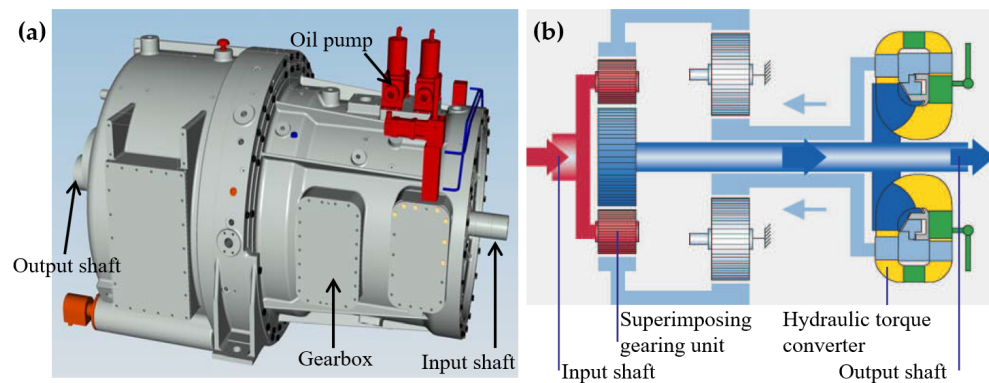 (a)
Oil pump
Output shaft
Gearbox
Input shaft
(b)
Superimposing
gearing unit
Hydraulic torque
converter
Input shaft
Output shaft